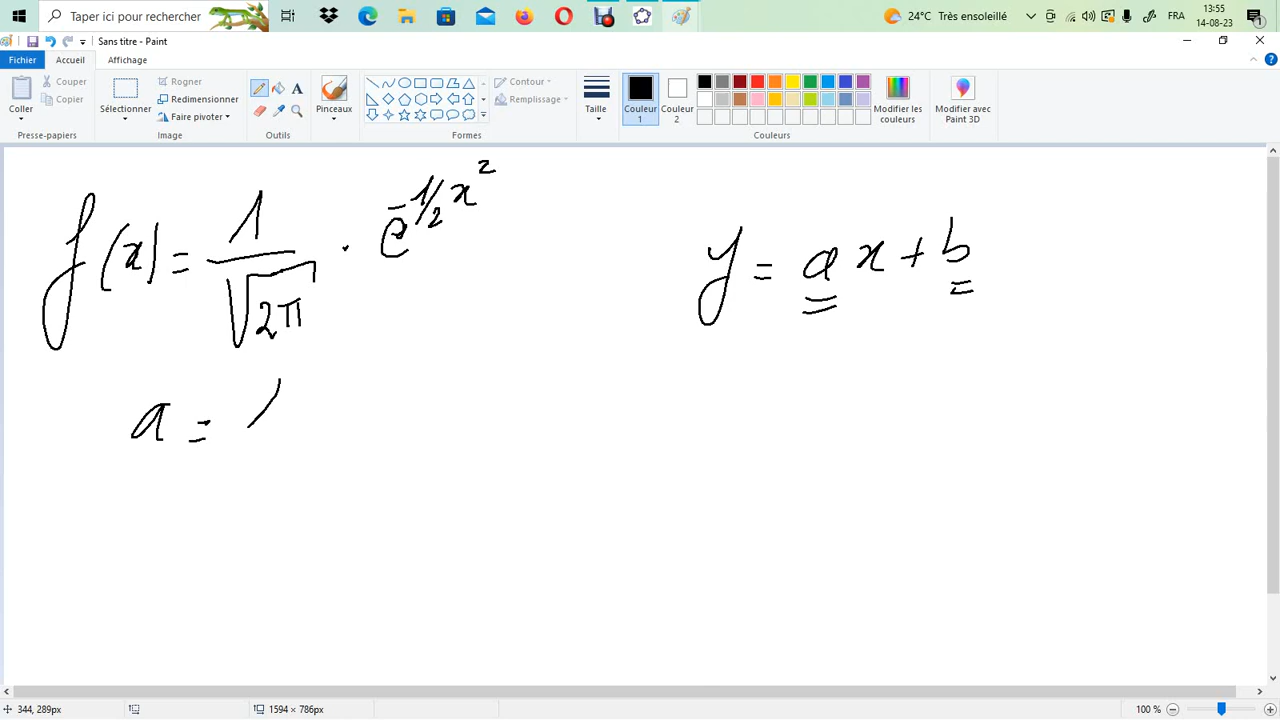 Taper ici pour rechercher
24°C Très ensoleillé
FRA
13:55
14-08-23
1
Sans titre - Paint
Fichier Accueil Affichage
Coller
Couper
Copier
Presse-papiers
Sélectionner
Rogner
Redimensionner
Faire pivoter
Image
A
Outils
Pinceaux
Contour
Remplissage
Formes
Taille
Couleur 1
Couleur 2
Modifier les couleurs
Couleurs
Modifier avec Paint 3D
f(x) = 1/√2π · e^-1/2 x^2
y = a x + b
a =
344, 289px
1594 × 786px
100 %